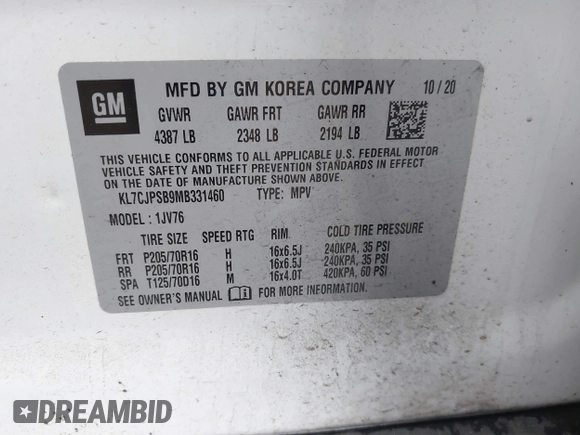 GM
MFD BY GM KOREA COMPANY 10/20
GVWR GAWR FRT GAWR RR
4387 LB 2348 LB 2194 LB
THIS VEHICLE CONFORMS TO ALL APPLICABLE U.S. FEDERAL MOTOR
VEHICLE SAFETY AND THEFT PREVENTION STANDARDS IN EFFECT ON THE
DATE OF MANUFACTURE SHOWN ABOVE.
KL7CJPSB9MB331460 TYPE: MPV
MODEL : 1JV76
TIRE SIZE SPEED RTG RIM COLD TIRE PRESSURE
FRT P205/70R16 H 16x6.5J 240KPA, 35 PSI
RR P205/70R16 H 16x6.5J 240KPA, 35 PSI
SPA T125/70D16 M 16x4.0T 420KPA, 60 PSI
SEE OWNER'S MANUAL FOR MORE INFORMATION.
DREAMBID